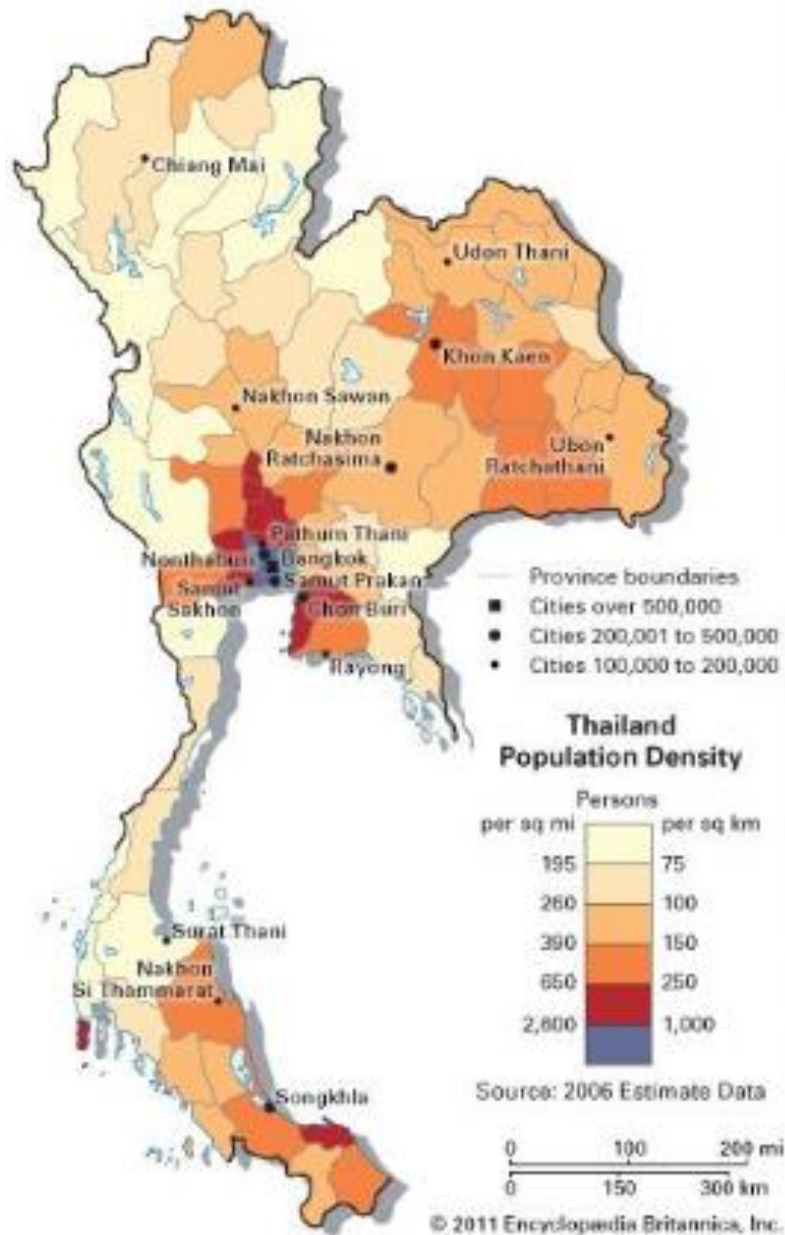 Chiang Mai
Udon Thani
Khon Kaen
Nakhon Sawan
Nakhon
Ratchasima
Ubon
Ratchathani
Pathum Thani
Nonthaburi
Bangkok
Samut Prakan
Samut
Sakhon
Chon Buri
Rayong
Province boundaries
Cities over 500,000
Cities 200,001 to 500,000
Cities 100,000 to 200,000
Thailand
Population Density
Persons
per sq mi per sq km
195 75
260 100
390 150
650 250
2,600 1,000
Surat Thani
Nakhon
Si Thammarat
Songkhla
Source: 2006 Estimate Data
0 100 200 mi
0 150 300 km
© 2011 Encyclopædia Britannica, Inc.